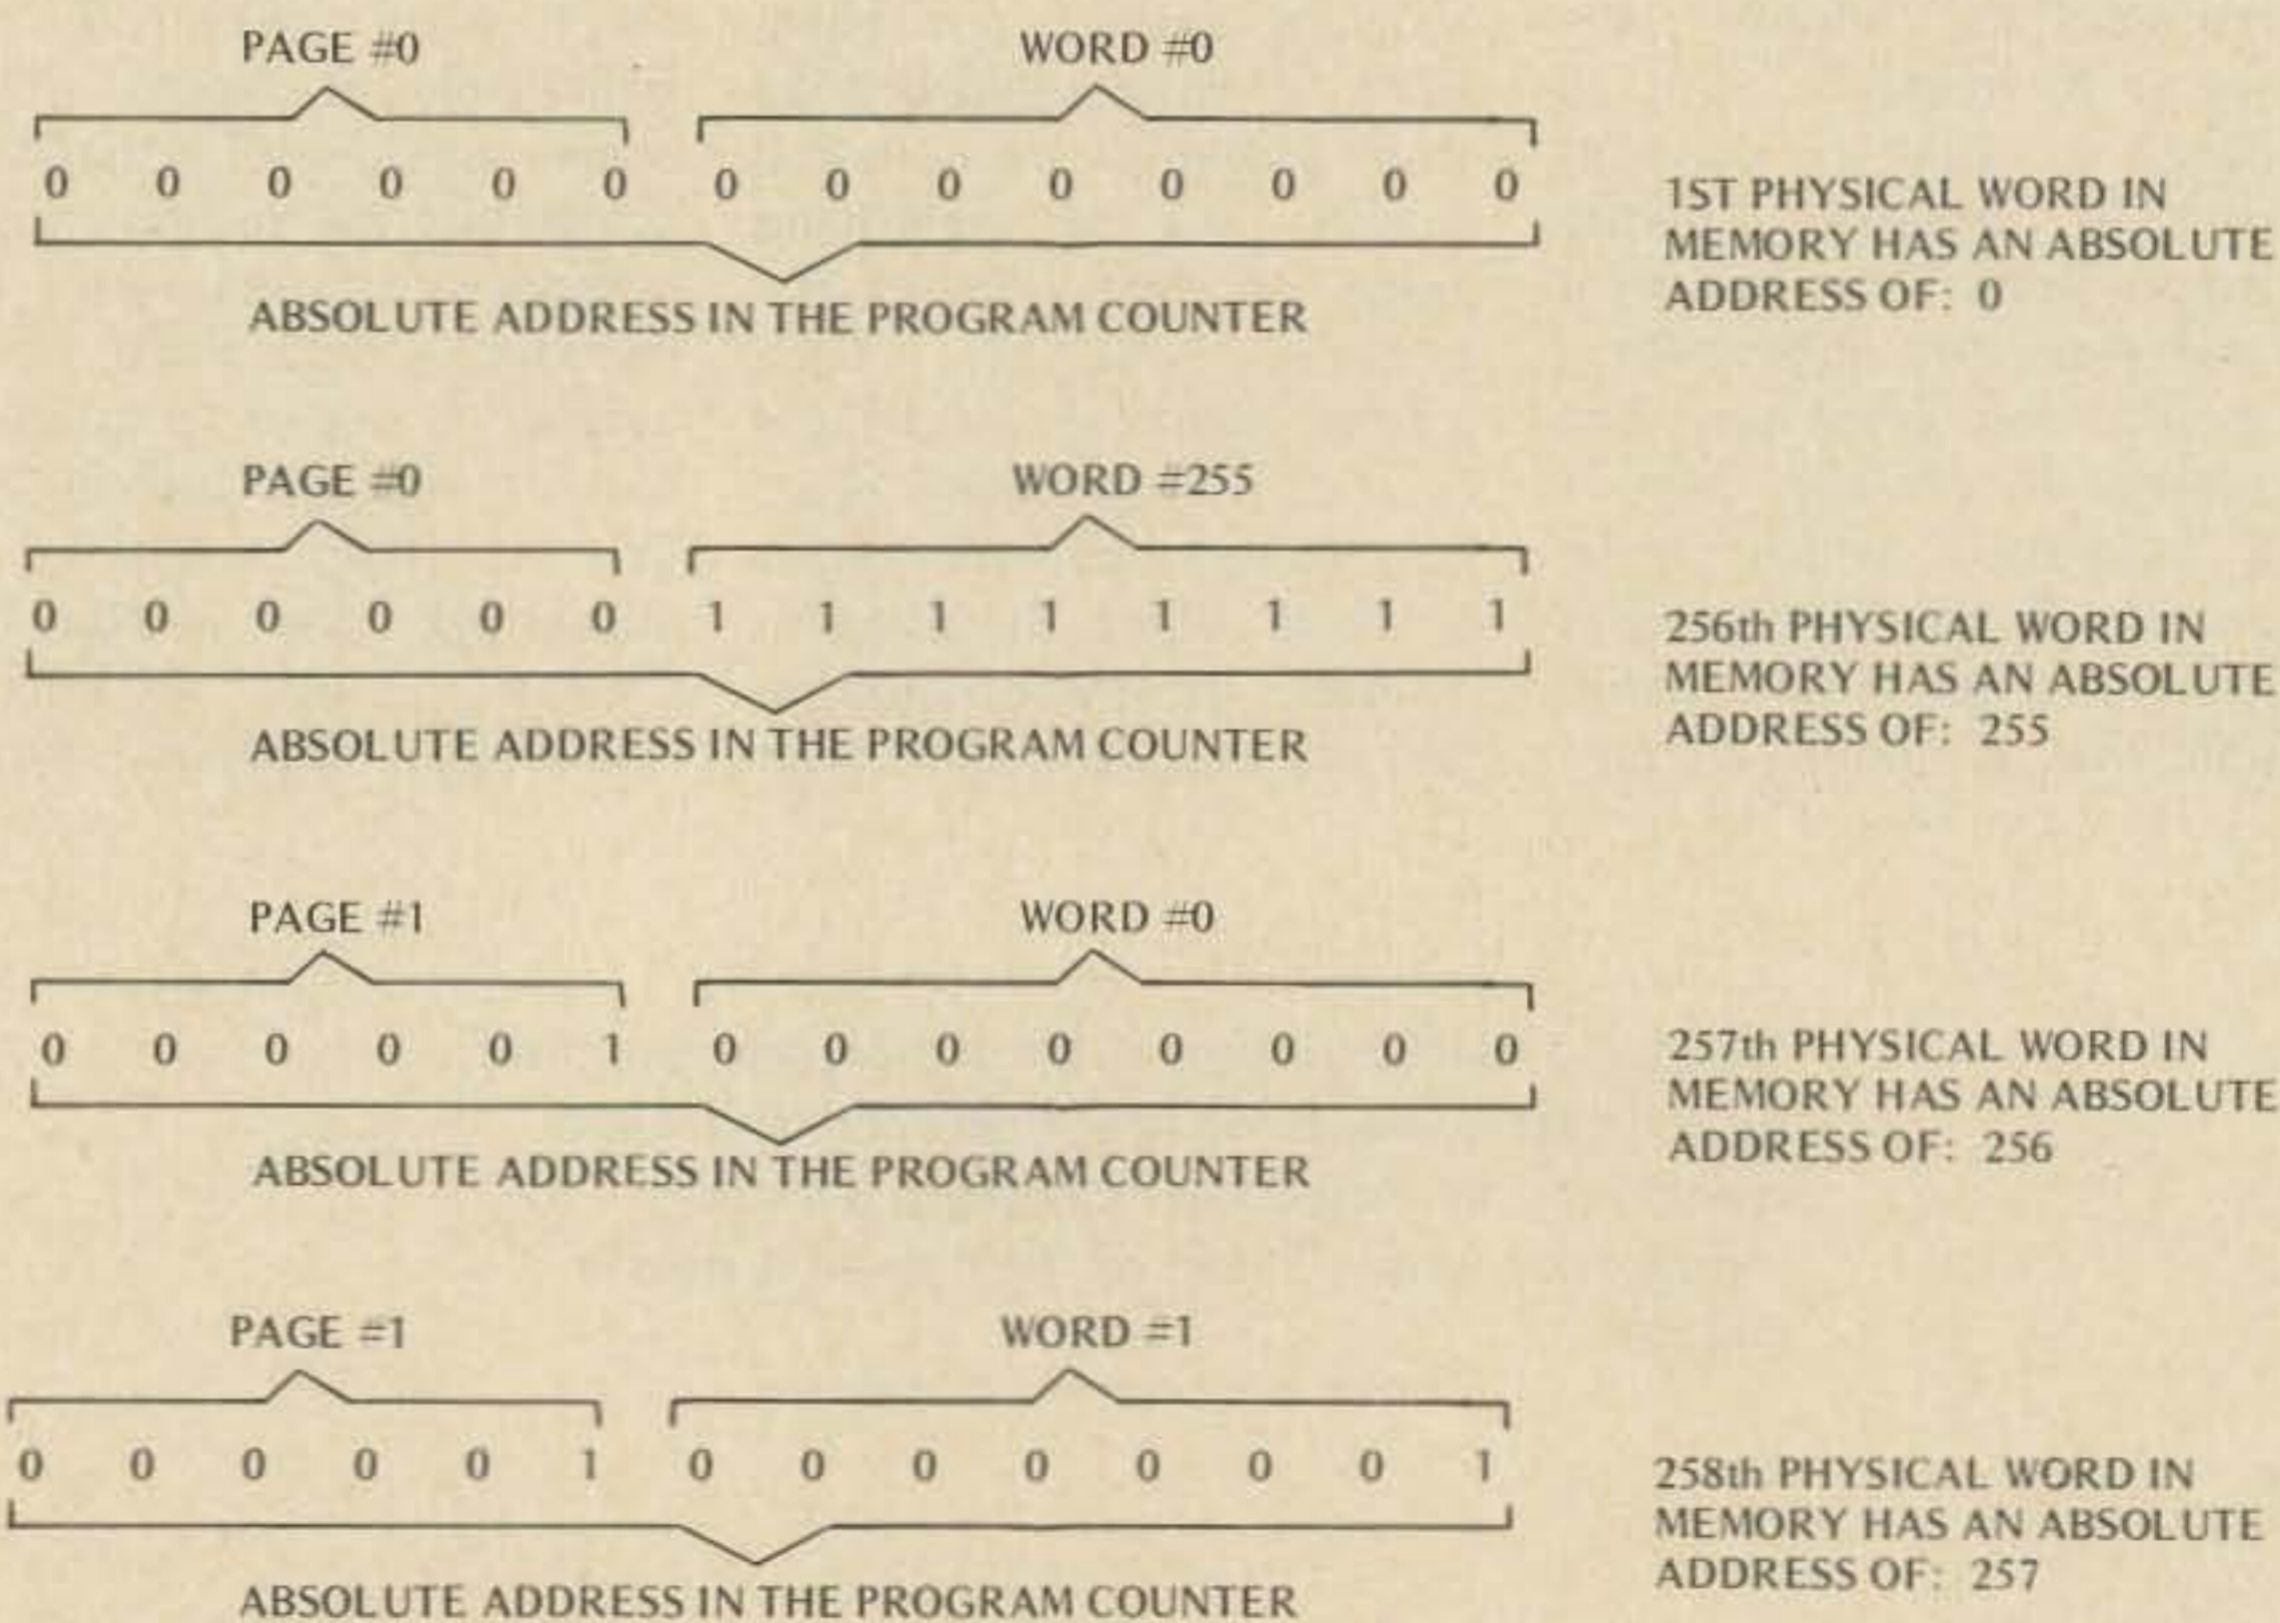 PAGE #0 WORD #0
0 0 0 0 0 0 0 0 0 0 0 0 0 0
1ST PHYSICAL WORD IN
MEMORY HAS AN ABSOLUTE
ADDRESS OF: 0
ABSOLUTE ADDRESS IN THE PROGRAM COUNTER
PAGE #0 WORD #255
0 0 0 0 0 0 1 1 1 1 1 1 1 1
256th PHYSICAL WORD IN
MEMORY HAS AN ABSOLUTE
ADDRESS OF: 255
ABSOLUTE ADDRESS IN THE PROGRAM COUNTER
PAGE #1 WORD #0
0 0 0 0 0 1 0 0 0 0 0 0 0 0
257th PHYSICAL WORD IN
MEMORY HAS AN ABSOLUTE
ADDRESS OF: 256
ABSOLUTE ADDRESS IN THE PROGRAM COUNTER
PAGE #1 WORD #1
0 0 0 0 0 1 0 0 0 0 0 0 0 1
258th PHYSICAL WORD IN
MEMORY HAS AN ABSOLUTE
ADDRESS OF: 257
ABSOLUTE ADDRESS IN THE PROGRAM COUNTER